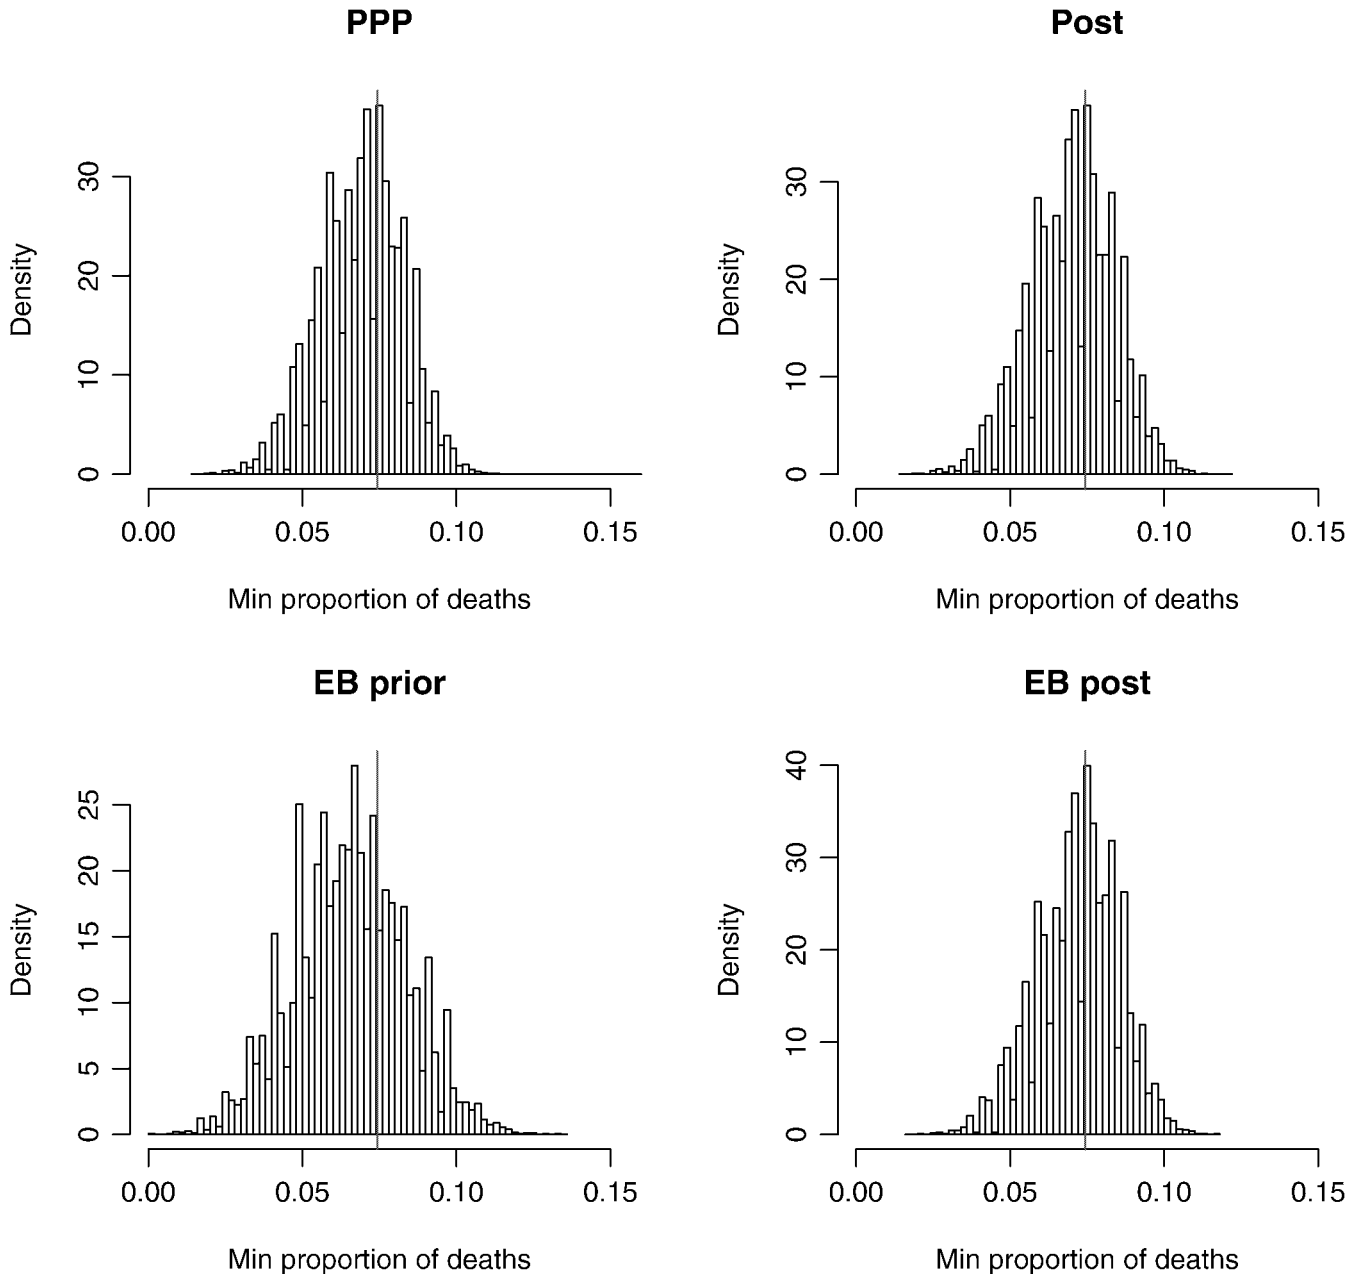 PPP
Density
0 10 20 30
0.00 0.05 0.10 0.15
Min proportion of deaths
Post
Density
0 10 20 30
0.00 0.05 0.10 0.15
Min proportion of deaths
EB prior
Density
0 5 10 15 20 25
0.00 0.05 0.10 0.15
Min proportion of deaths
EB post
Density
0 10 20 30 40
0.00 0.05 0.10 0.15
Min proportion of deaths